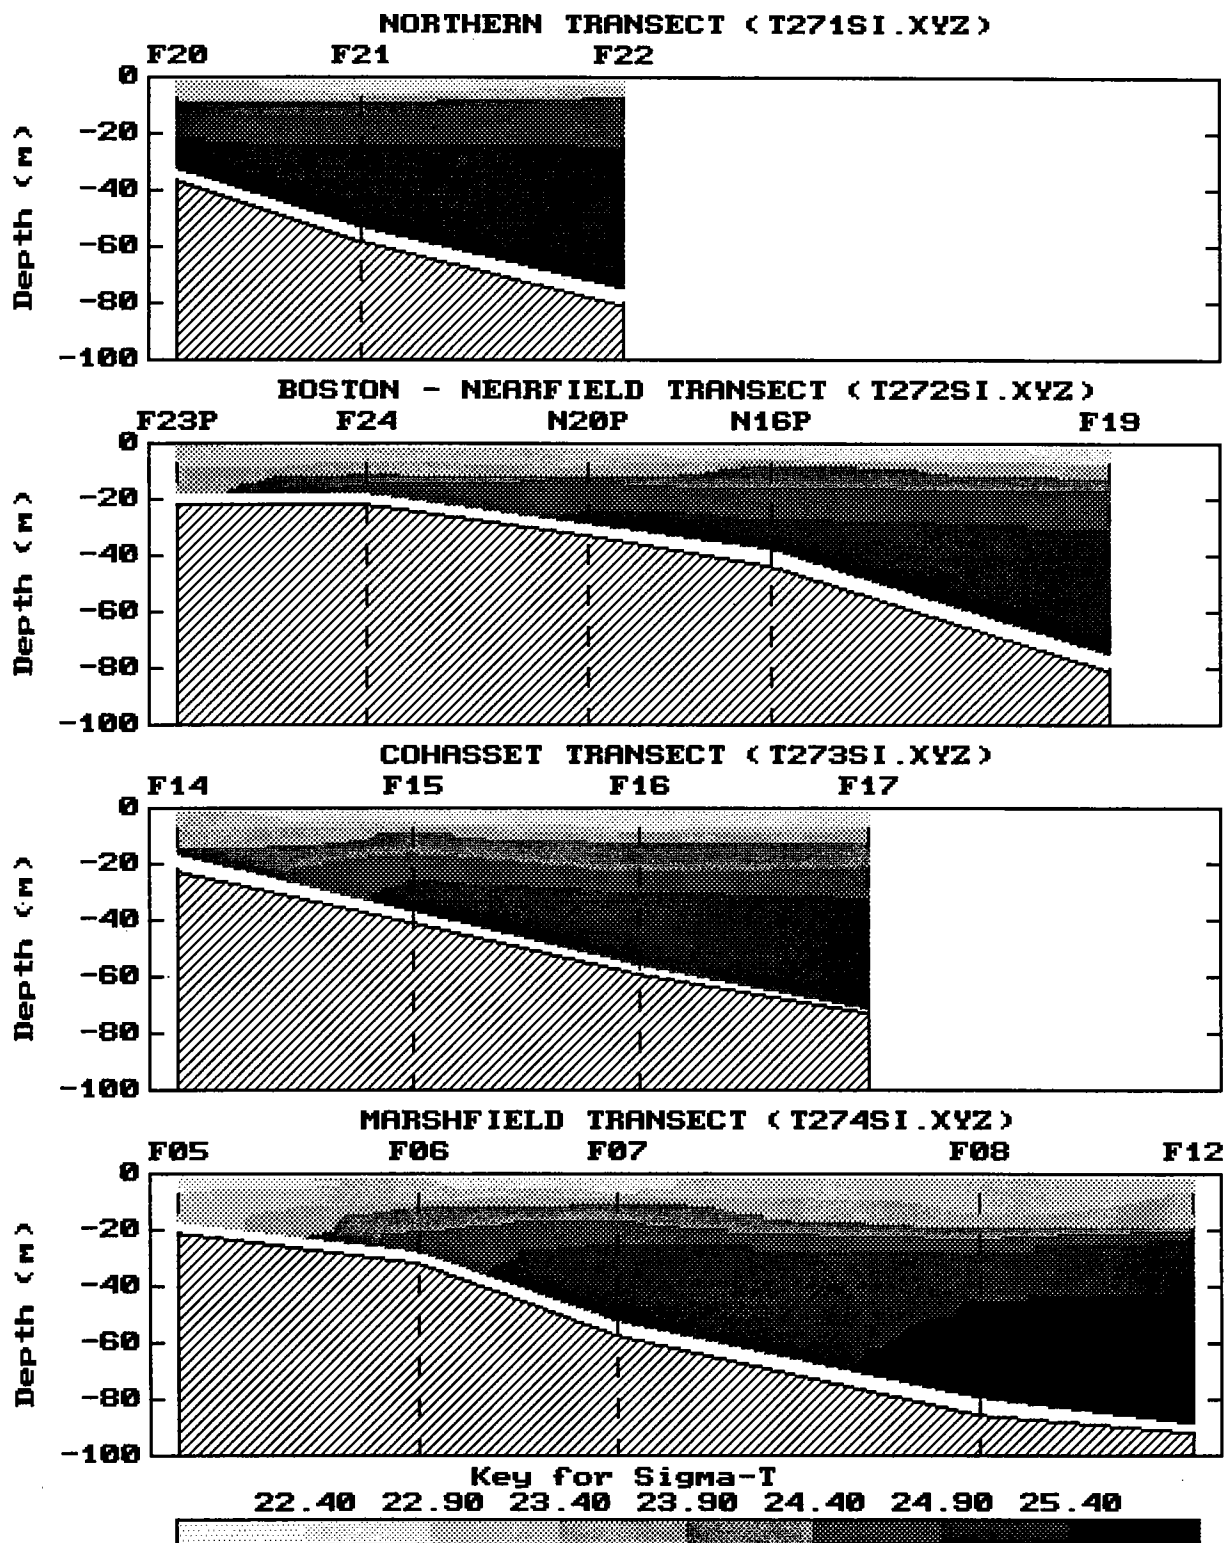 NORTHERN TRANSECT (T271SI.XYZ)
F20 F21 F22
0
-20
-40
-60
-80
-100
Depth (m)
BOSTON - NEARFIELD TRANSECT (T272SI.XYZ)
F23P F24 N20P N16P F19
0
-20
-40
-60
-80
-100
Depth (m)
COHASSET TRANSECT (T273SI.XYZ)
F14 F15 F16 F17
0
-20
-40
-60
-80
-100
Depth (m)
MARSHFIELD TRANSECT (T274SI.XYZ)
F05 F06 F07 F08 F12
0
-20
-40
-60
-80
-100
Depth (m)
Key for Sigma-T
22.40 22.90 23.40 23.90 24.40 24.90 25.40